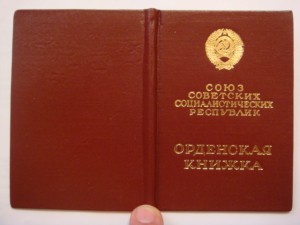 СОЮЗ
СОВЕТСКИХ
СОЦИАЛИСТИЧЕСКИХ
РЕСПУБЛИК
ОРДЕНСКАЯ
КНИЖКА